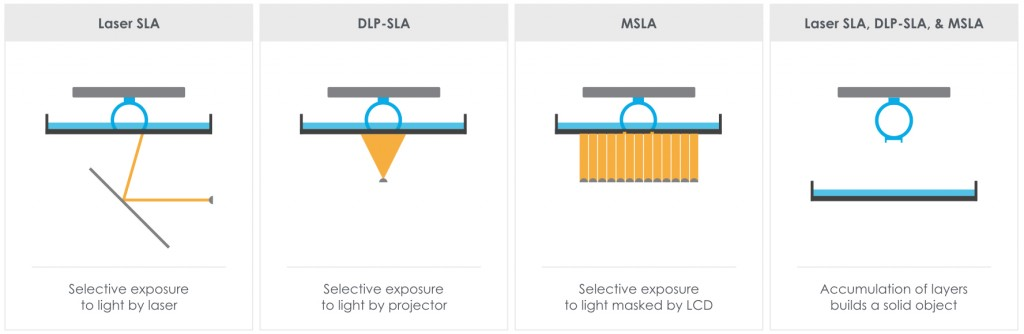 Laser SLA
DLP-SLA
MSLA
Laser SLA, DLP-SLA, & MSLA
Selective exposure
to light by laser
Selective exposure
to light by projector
Selective exposure
to light masked by LCD
Accumulation of layers
builds a solid object